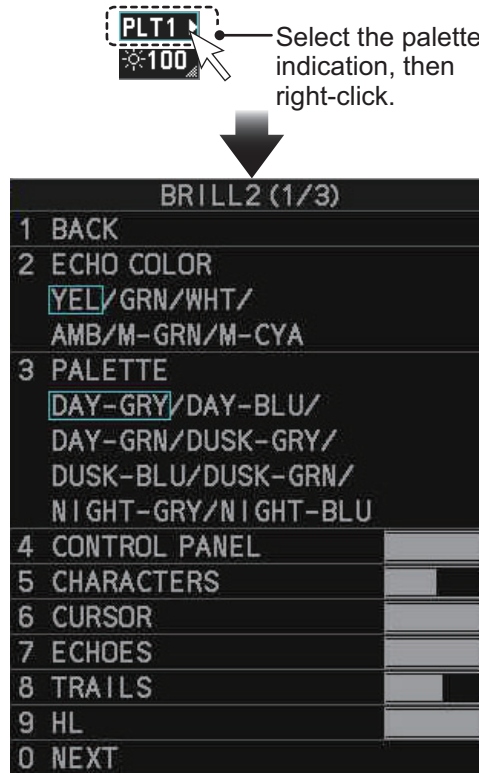 PLT1
100
Select the palette
indication, then
right-click.
BRILL2 (1/3)
1 BACK
2 ECHO COLOR
YEL/GRN/WHT/
AMB/M-GRN/M-CYA
3 PALETTE
DAY-GRY/DAY-BLU/
DAY-GRN/DUSK-GRY/
DUSK-BLU/DUSK-GRN/
NIGHT-GRY/NIGHT-BLU
4 CONTROL PANEL
5 CHARACTERS
6 CURSOR
7 ECHOES
8 TRAILS
9 HL
0 NEXT